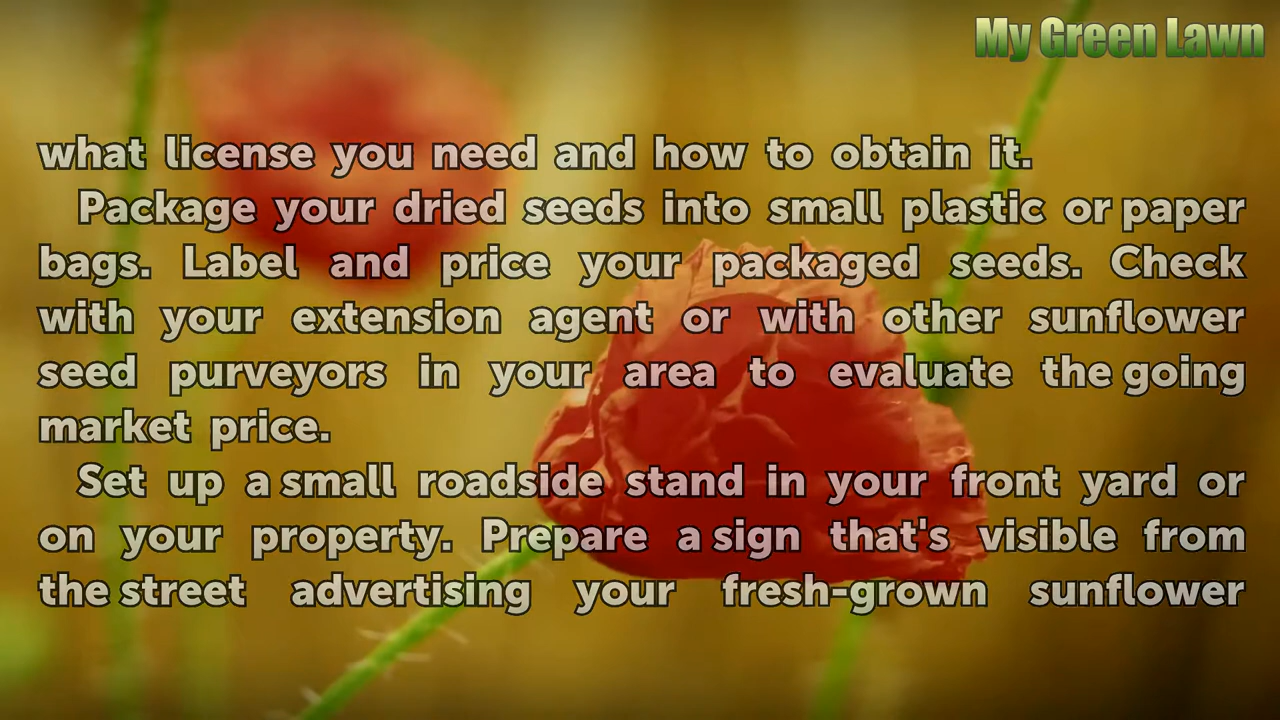 My Green Lawn
what license you need and how to obtain it.
Package your dried seeds into small plastic or paper
bags. Label and price your packaged seeds. Check
with your extension agent or with other sunflower
seed purveyors in your area to evaluate the going
market price.
Set up a small roadside stand in your front yard or
on your property. Prepare a sign that's visible from
the street advertising your fresh-grown sunflower